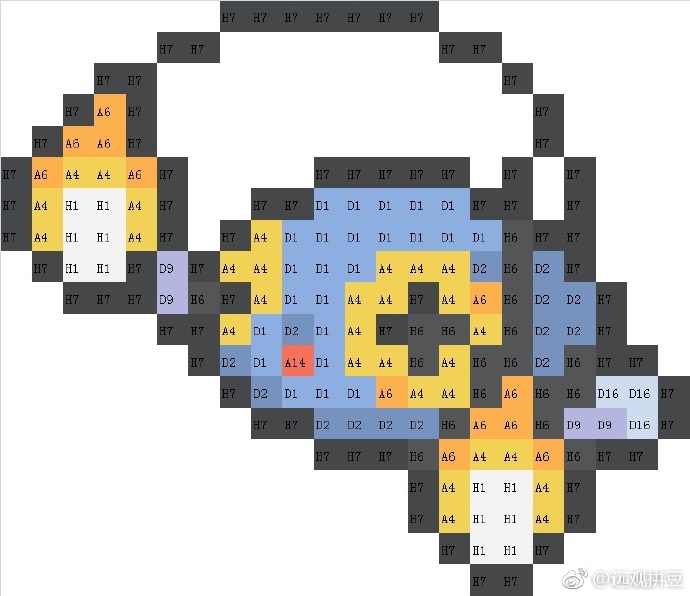 H7 H7 H7 H7 H7 H7 H7
H7 H7 H7 H7
H7 H7 H7
H7 A6 H7 H7
H7 A6 A6 H7 H7
H7 A6 A4 A4 A6 H7 H7 H7 H7 H7 H7 H7 H7
H7 A4 H1 H1 A4 H7 H7 H7 D1 D1 D1 D1 D1 H7 H7 H7
H7 A4 H1 H1 A4 H7 H7 A4 D1 D1 D1 D1 D1 D1 D1 H6 H7 H7
H7 H1 H1 H7 D9 H7 A4 A4 D1 D1 D1 A4 A4 A4 D2 H6 D2 H7
H7 H7 H7 D9 H6 H7 A4 D1 D1 A4 A4 H7 A4 A6 H6 D2 D2 H7
H7 H7 A4 D1 D2 D1 A4 H7 H6 H6 A4 H6 D2 D2 H7
H7 D2 D1 A14 D1 A4 A4 H6 A4 H6 H6 D2 H6 H7 H7
H7 D2 D1 D1 D1 A6 A4 A4 H6 A6 H6 H6 D16 D16 H7
H7 H7 D2 D2 D2 D2 H6 A6 A6 H6 D9 D9 D16 H7
H7 H7 H7 H6 A6 A4 A4 A6 H6 H7 H7
H7 A4 H1 H1 A4 H7
H7 A4 H1 H1 A4 H7
H7 H1 H1 H7
H7 H7
@远观拼豆